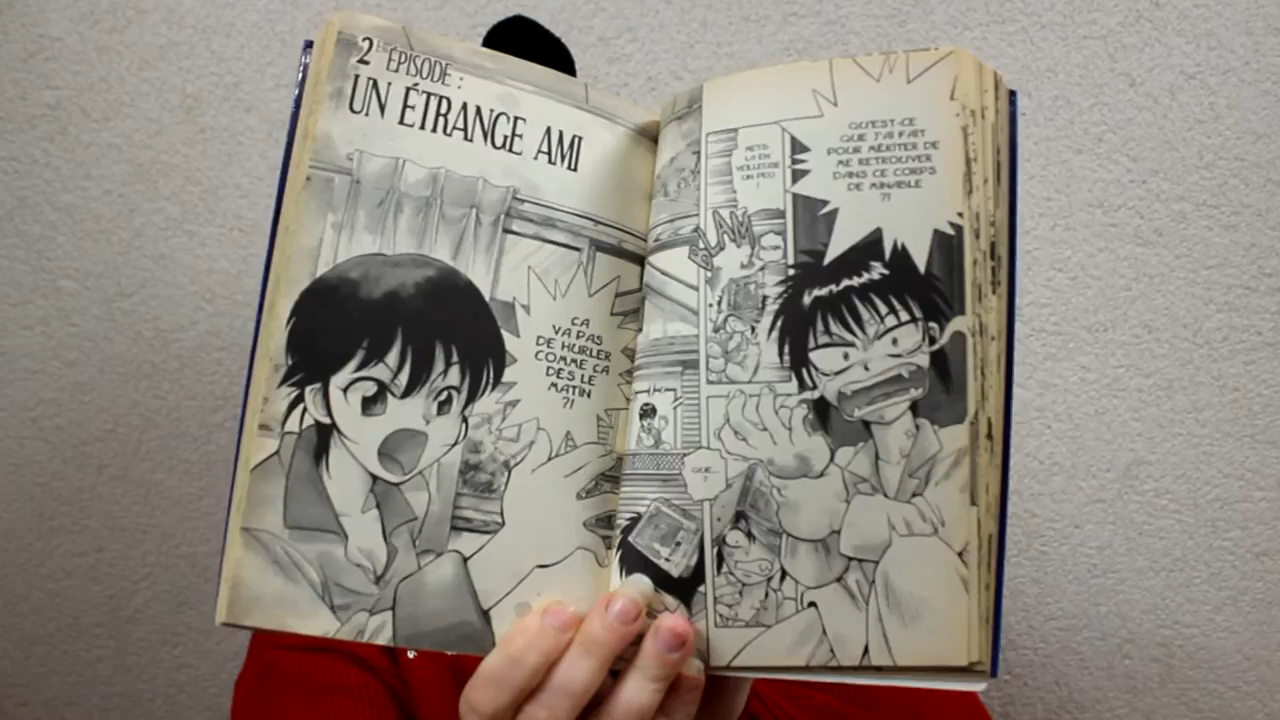 2E ÉPISODE :
UN ÉTRANGE AMI
ÇA
VA PAS
DE HURLER
COMME ÇA
DÈS LE
MATIN
?!
METS-
LA EN
VEILLEUSE
UN PEU
!
BLAM
QU'EST-CE
QUE J'AI FAIT
POUR MÉRITER DE
ME RETROUVER
DANS CE CORPS
DE MINABLE
?!
QUE...
?